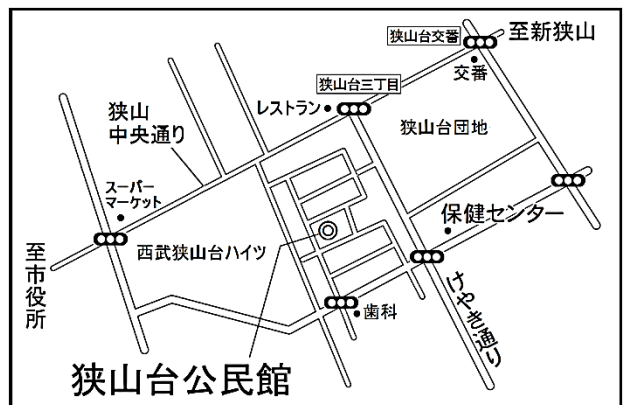 狭山台交番
至新狭山
交番
狭山台三丁目
レストラン
狭山台団地
狭山
中央通り
スーパー
マーケット
保健センター
西武狭山台ハイツ
至市役所
歯科
けやき通り
狭山台公民館